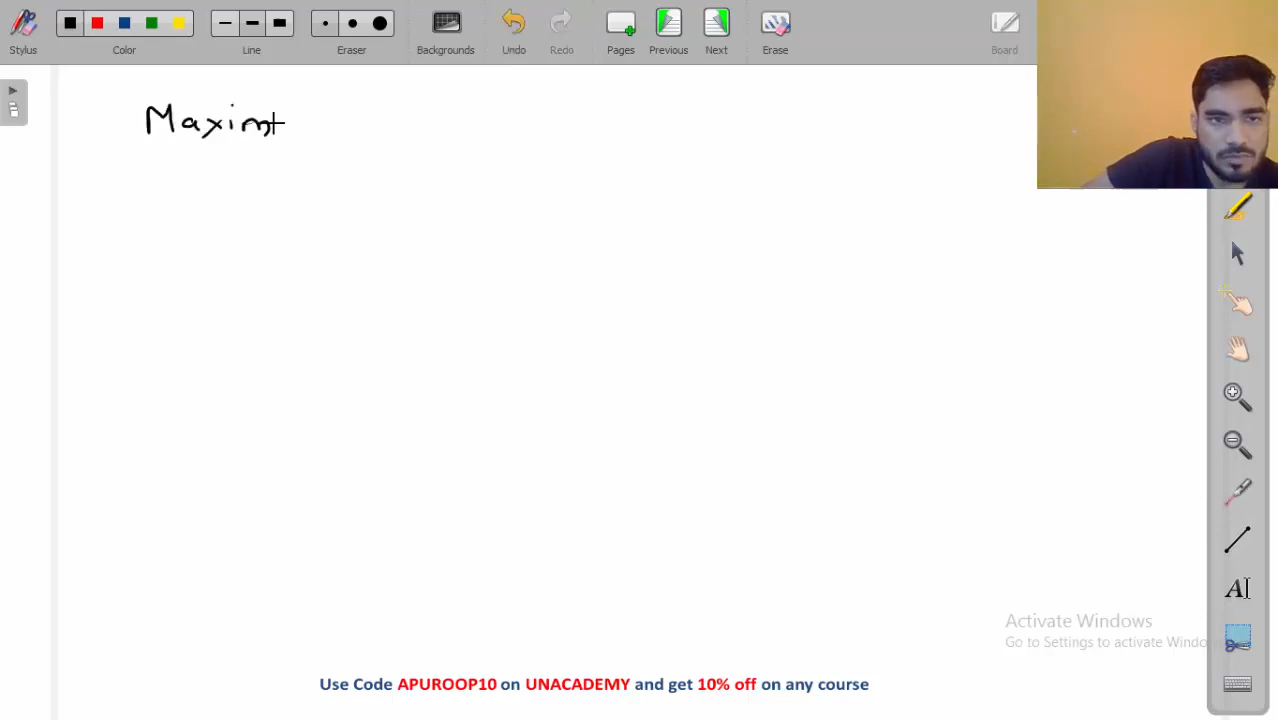 Stylus
Color
Line
Eraser
Backgrounds
Undo
Redo
Pages
Previous
Next
Erase
Board
Maxim
A
Activate Windows
Go to Settings to activate Windo
Use Code APUROOP10 on UNACADEMY and get 10% off on any course